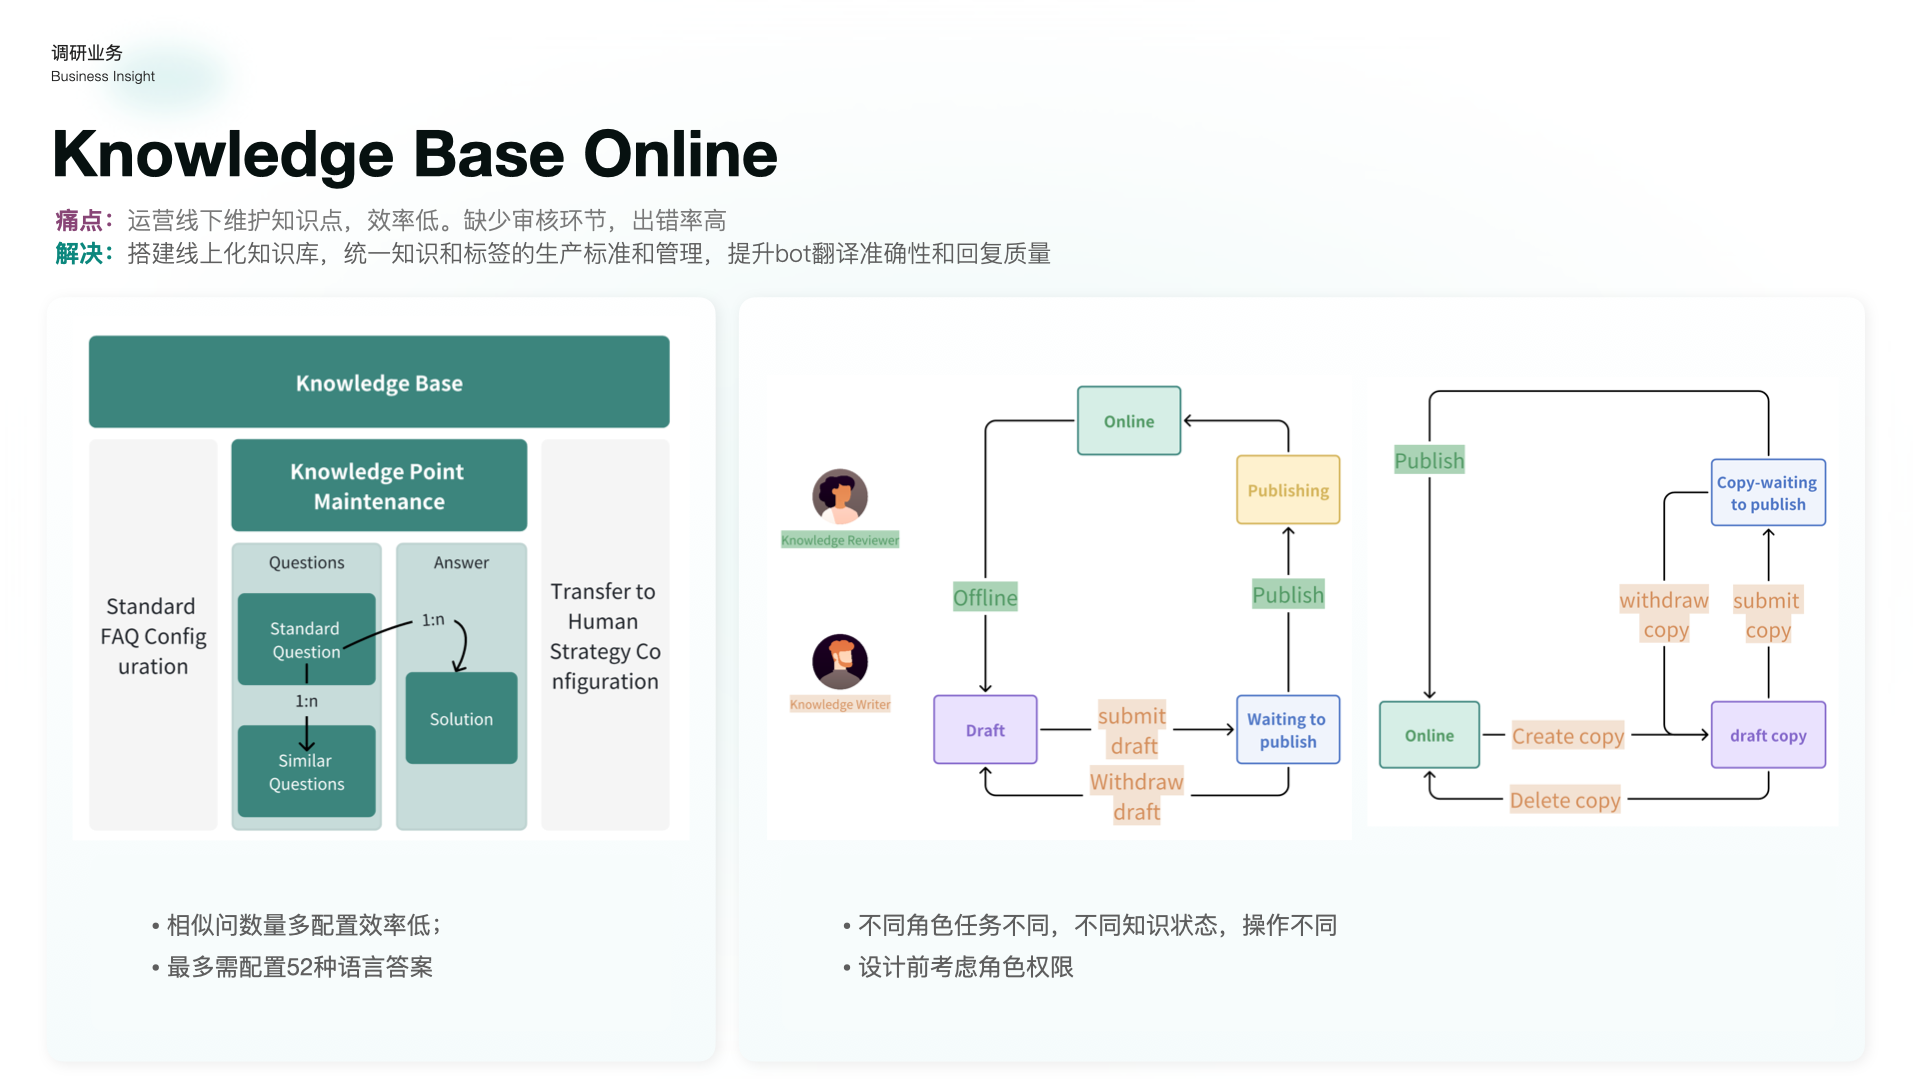 调研业务
Business Insight
Knowledge Base Online
痛点：运营线下维护知识点，效率低。缺少审核环节，出错率高
解决：搭建线上化知识库，统一知识和标签的生产标准和管理，提升bot翻译准确性和回复质量
Knowledge Base
Knowledge Point
Maintenance
Standard
FAQ Config
uration
Questions
Standard
Question
1:n
Similar
Questions
Answer
1:n
Solution
Transfer to
Human
Strategy Co
nfiguration
• 相似问数量多配置效率低；
• 最多需配置52种语言答案
Knowledge Reviewer
Knowledge Writer
Online
Publishing
Offline
Publish
Draft
submit
draft
Waiting to
publish
Withdraw
draft
Publish
Copy-waiting
to publish
withdraw
copy
submit
copy
Online
Create copy
draft copy
Delete copy
• 不同角色任务不同，不同知识状态，操作不同
• 设计前考虑角色权限